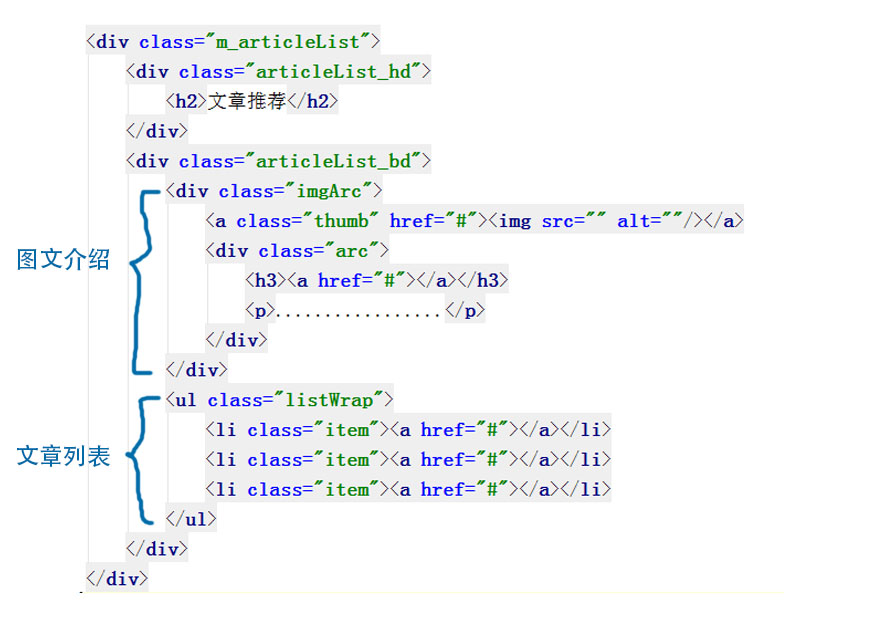 <div class="m_articleList">
<div class="articleList_hd">
<h2>文章推荐</h2>
</div>
<div class="articleList_bd">
<div class="imgArc">
<a class="thumb" href="#"><img src="" alt=""/></a>
图文介绍
<div class="arc">
<h3><a href="#"></a></h3>
<p>.................</p>
</div>
</div>
<ul class="listWrap">
<li class="item"><a href="#"></a></li>
文章列表
<li class="item"><a href="#"></a></li>
<li class="item"><a href="#"></a></li>
</ul>
</div>
</div>